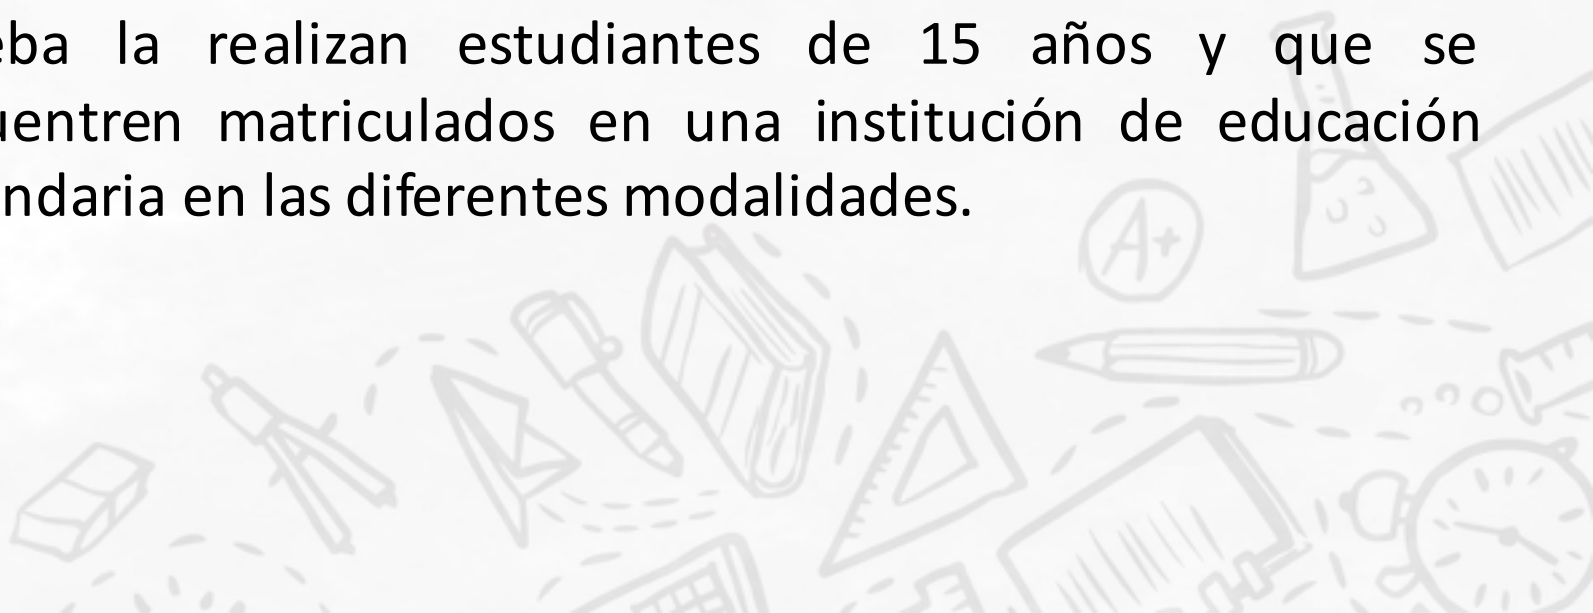 eba la realizan estudiantes de 15 años y que se
uentren matriculados en una institución de educación
ndaria en las diferentes modalidades.
A+